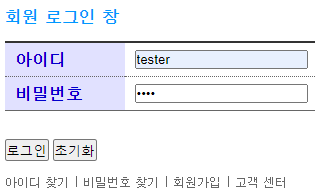 회원 로그인 창
아이디 tester
비밀번호 ••••
로그인 초기화
아이디 찾기 | 비밀번호 찾기 | 회원가입 | 고객 센터